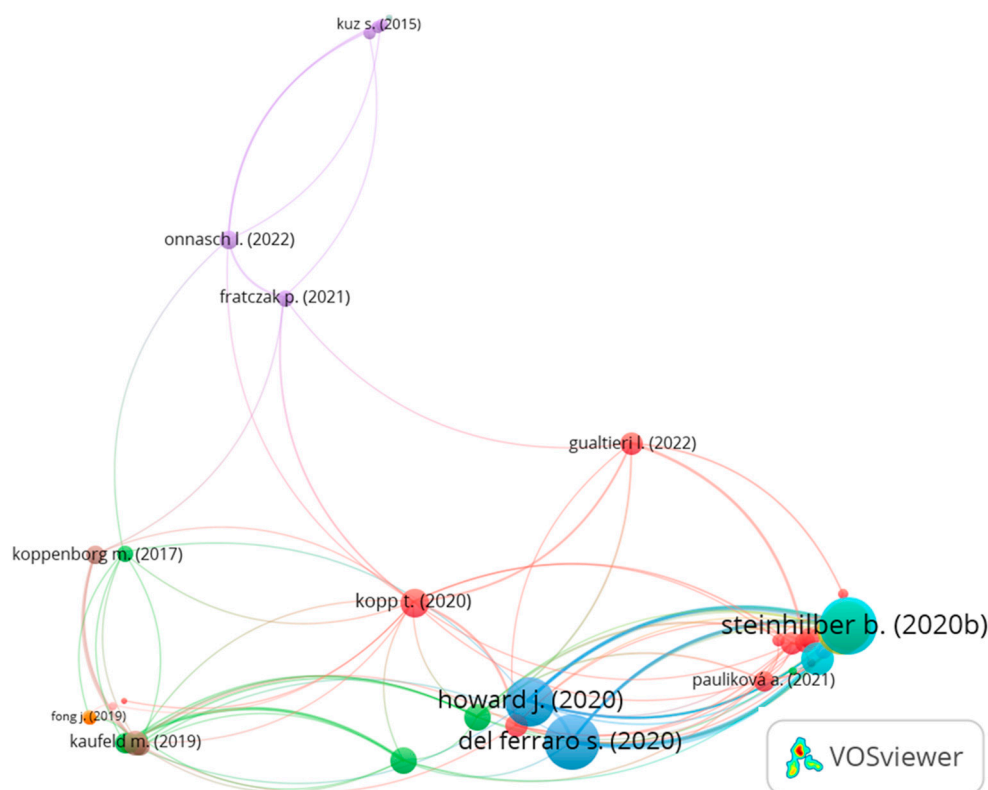 kuz s. (2015)
onnasch l. (2022)
fratczak p. (2021)
gualtieri l. (2022)
koppenborg m. (2017)
kopp t. (2020)
steinhilber b. (2020b)
paulikova a. (2021)
howard j. (2020)
fong j. (2019)
kaufeld m. (2019)
del ferraro s. (2020)
VOSviewer